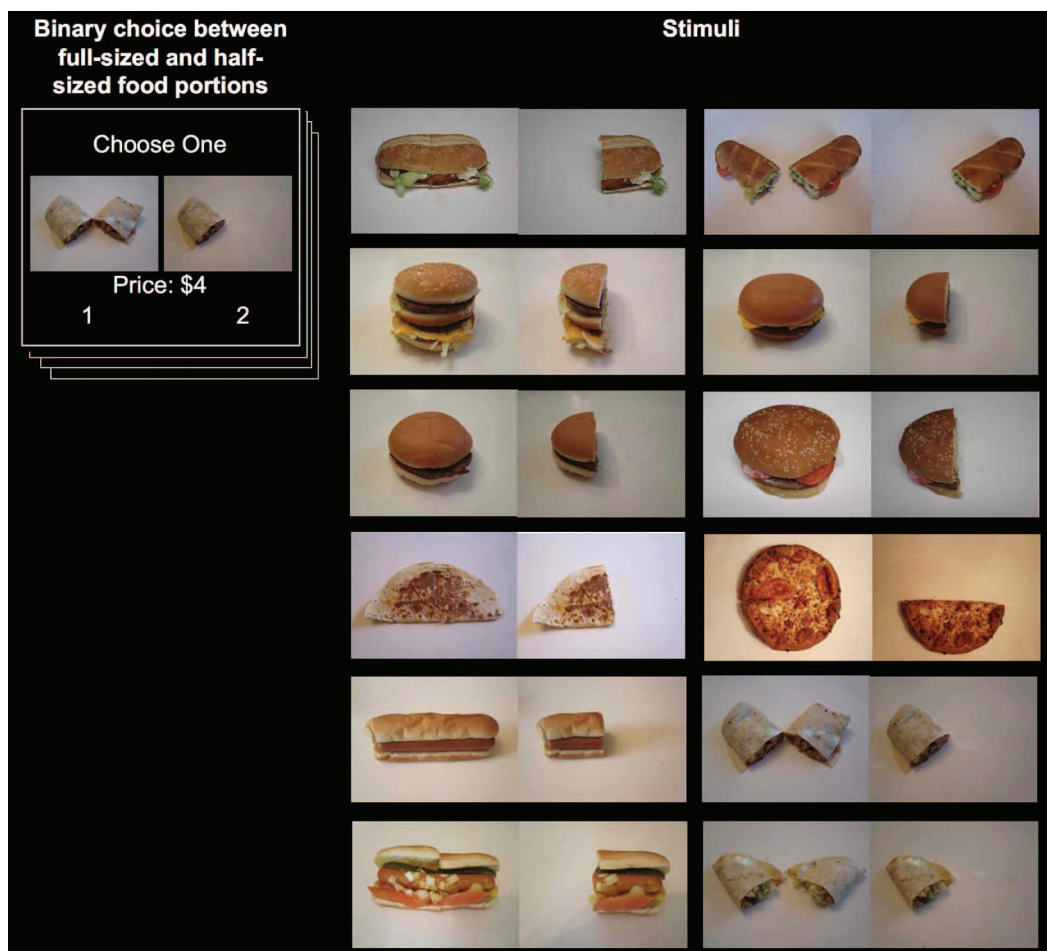 Binary choice between
full-sized and half-
sized food portions
Stimuli
Choose One
Price: $4
1 2